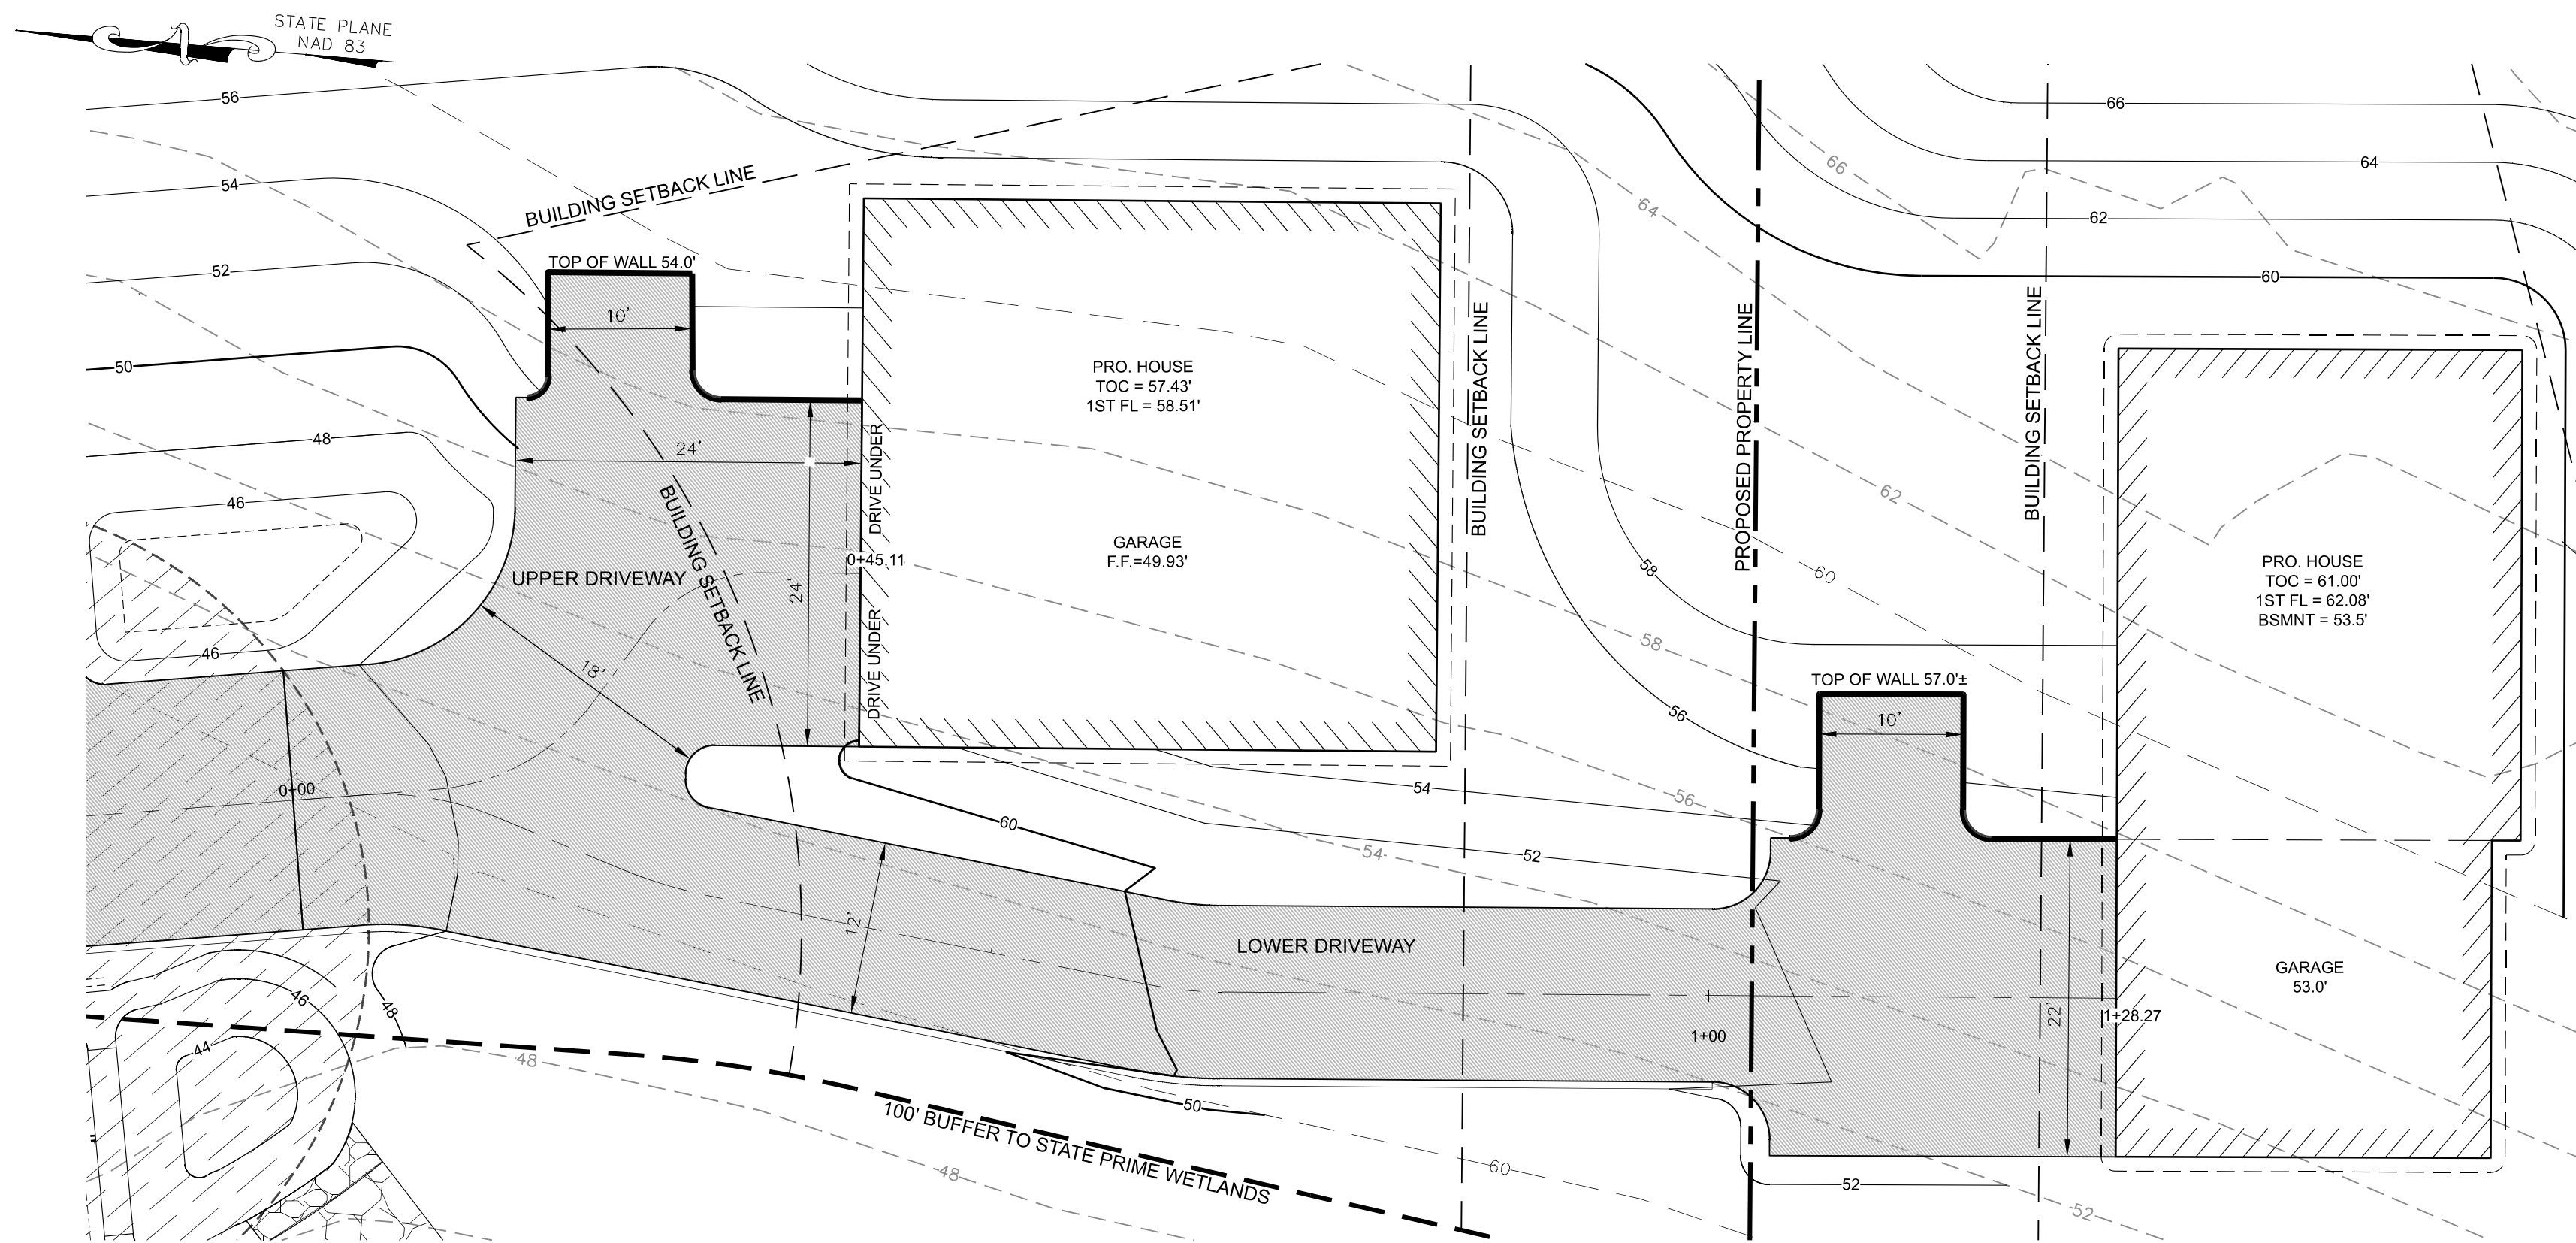 STATE PLANE
NAD 83
56
66
54
66
64
BUILDING SETBACK LINE
64
62
TOP OF WALL 54.0'
52
60
10'
BUILDING SETBACK LINE
PROPOSED PROPERTY LINE
BUILDING SETBACK LINE
50
PRO. HOUSE
TOC = 57.43'
1ST FL = 58.51'
48
24'
DRIVE UNDER
62
46
BUILDING SETBACK LINE
GARAGE
F.F.=49.93'
0+45.11
58
60
PRO. HOUSE
TOC = 61.00'
1ST FL = 62.08'
BSMNT = 53.5'
UPPER DRIVEWAY
24'
46
18'
DRIVE UNDER
58
TOP OF WALL 57.0'±
56
10'
0+00
54
56
60
54
52
12'
LOWER DRIVEWAY
GARAGE
53.0'
46
48
22'
1+28.27
1+00
44
48
50
100' BUFFER TO STATE PRIME WETLANDS
48
60
52
52